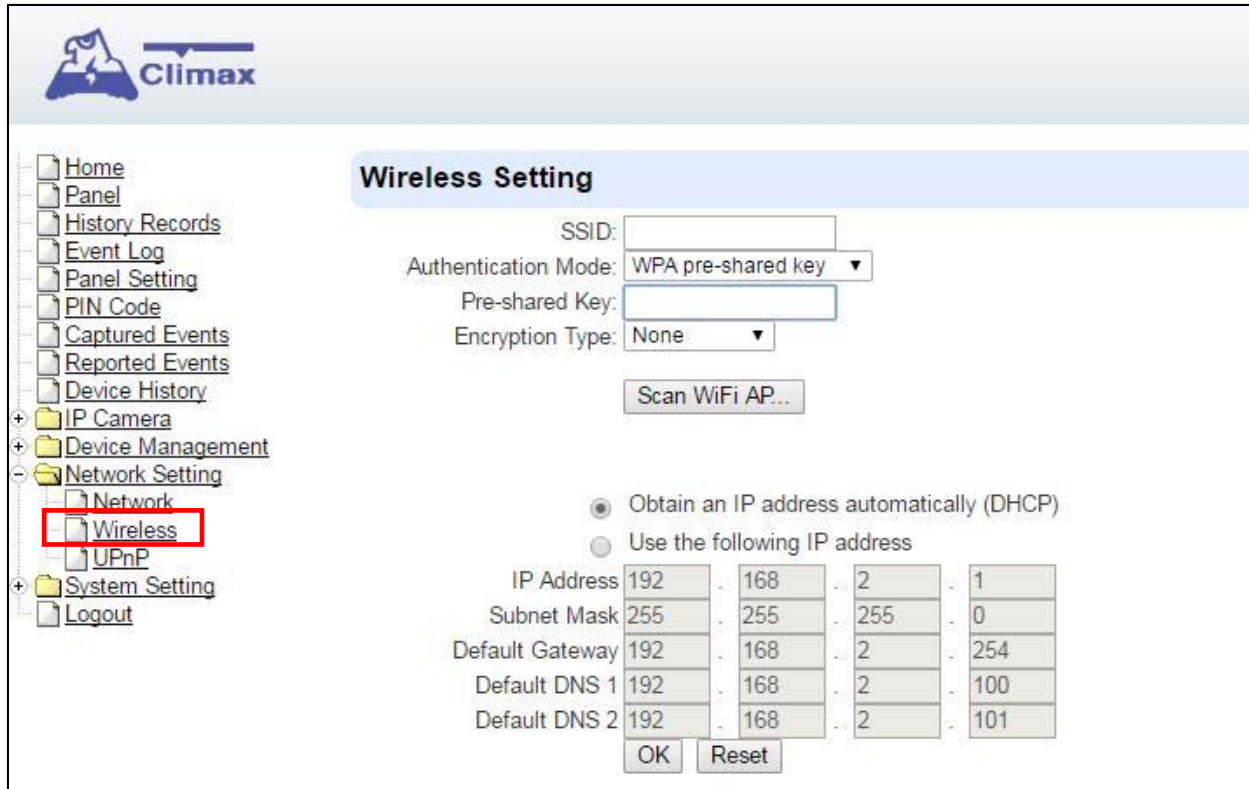 Climax
Home
Panel
History Records
Event Log
Panel Setting
PIN Code
Captured Events
Reported Events
Device History
IP Camera
Device Management
Network Setting
Network
Wireless
UPnP
System Setting
Logout
Wireless Setting
SSID:
Authentication Mode: WPA pre-shared key
Pre-shared Key:
Encryption Type: None
Scan WiFi AP...
Obtain an IP address automatically (DHCP)
Use the following IP address
IP Address 192 . 168 . 2 . 1
Subnet Mask 255 . 255 . 255 . 0
Default Gateway 192 . 168 . 2 . 254
Default DNS 1 192 . 168 . 2 . 100
Default DNS 2 192 . 168 . 2 . 101
OK Reset